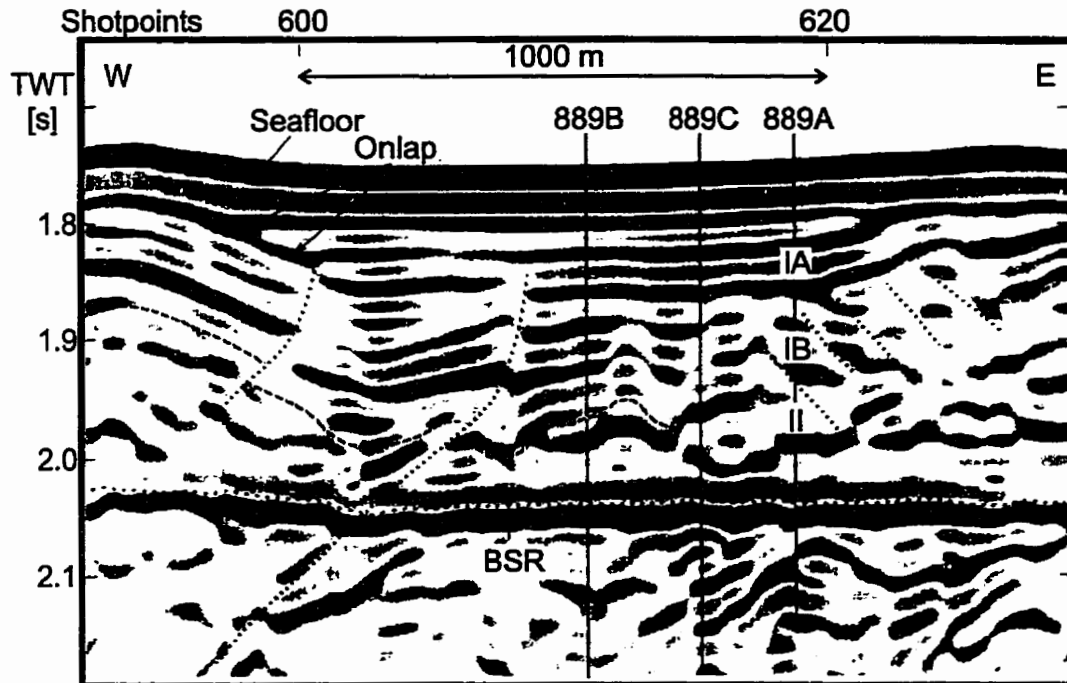 Shotpoints 600 620
1000 m
TWT
[s]
W E
Seafloor 889B 889C 889A
Onlap
1.8
IA
1.9
IB
II
2.0
BSR
2.1